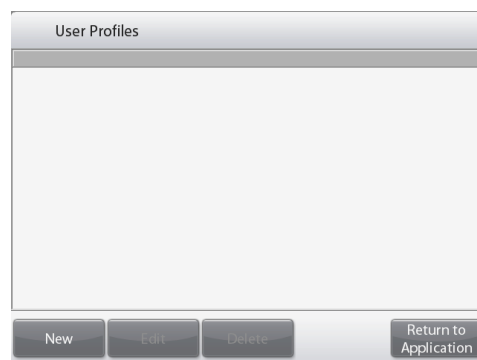 User Profiles
New
Edit
Delete
Return to
Application